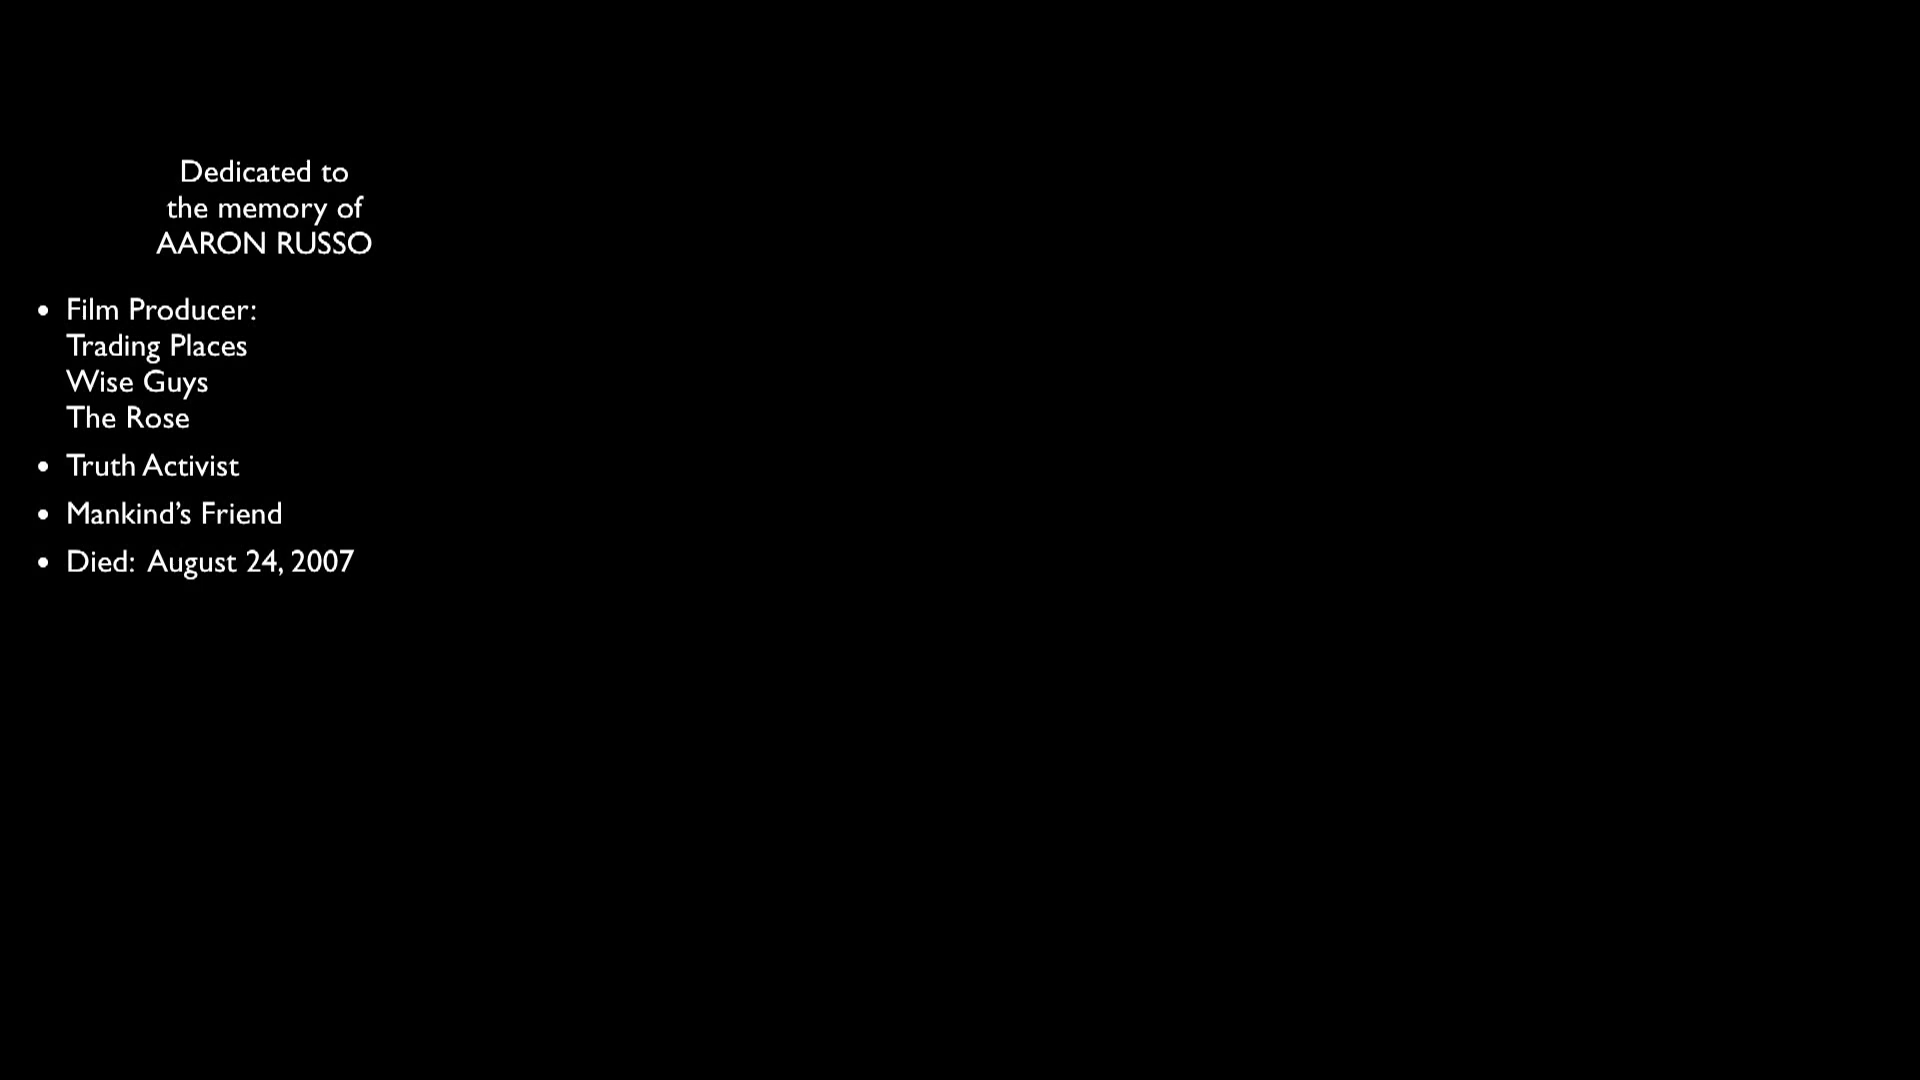 Dedicated to
the memory of
AARON RUSSO
• Film Producer:
Trading Places
Wise Guys
The Rose
• Truth Activist
• Mankind’s Friend
• Died:  August 24, 2007